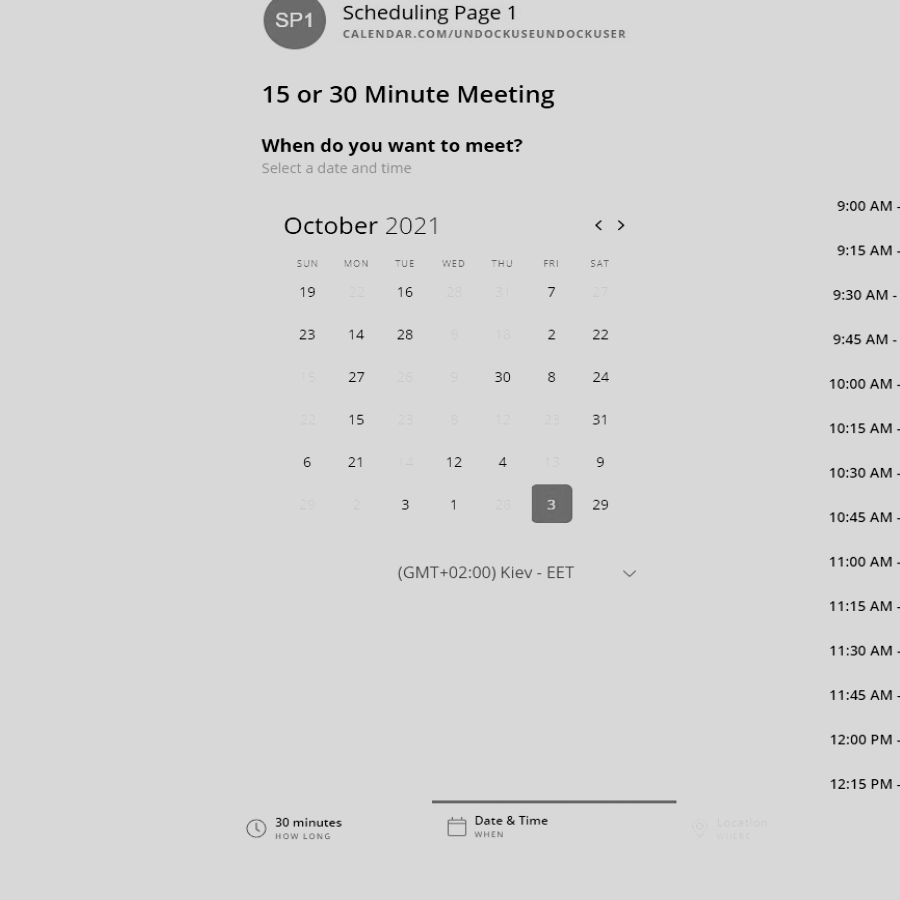 SP1
Scheduling Page 1
CALENDAR.COM/UNDOCKUSEUNDOCKUSER
15 or 30 Minute Meeting
When do you want to meet?
Select a date and time
October 2021 < >
SUN MON TUE WED THU FRI SAT
19 22 16 28 31 7 27
23 14 28 8 18 2 22
15 27 26 9 30 8 24
22 15 23 8 12 23 31
6 21 14 12 4 13 9
29 2 3 1 26 3 29
(GMT+02:00) Kiev - EET
9:00 AM -
9:15 AM -
9:30 AM -
9:45 AM -
10:00 AM -
10:15 AM -
10:30 AM -
10:45 AM -
11:00 AM -
11:15 AM -
11:30 AM -
11:45 AM -
12:00 PM -
12:15 PM -
30 minutes
HOW LONG
Date & Time
WHEN
Location
WHERE